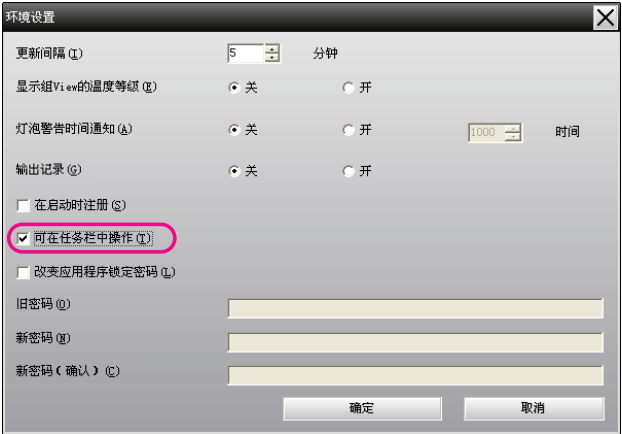 环境设置
更新间隔(I) 5 分钟
显示组View的温度等级(E) 关 开
灯泡警告时间通知(A) 关 开 1000 时间
输出记录(G) 关 开
在启动时注册(S)
可在任务栏中操作(T)
改变应用程序锁定密码(L)
旧密码(O)
新密码(N)
新密码(确认)(C)
确定 取消